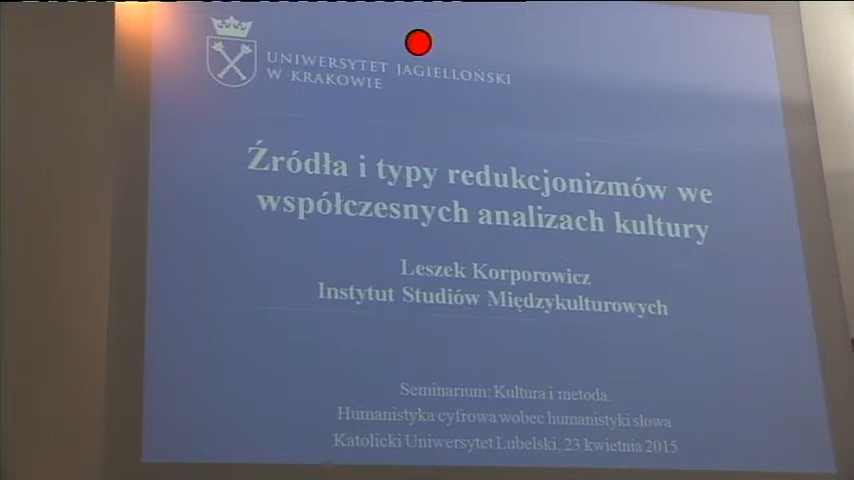 UNIWERSYTET JAGIELLOŃSKI
W KRAKOWIE
Źródła i typy redukcjonizmów we
współczesnych analizach kultury
Leszek Korporowicz
Instytut Studiów Międzykulturowych
Seminarium: Kultura i metoda
Humanistyka cyfrowa wobec humanistyki słowa
Katolicki Uniwersytet Lubelski, 23 kwietnia 2015